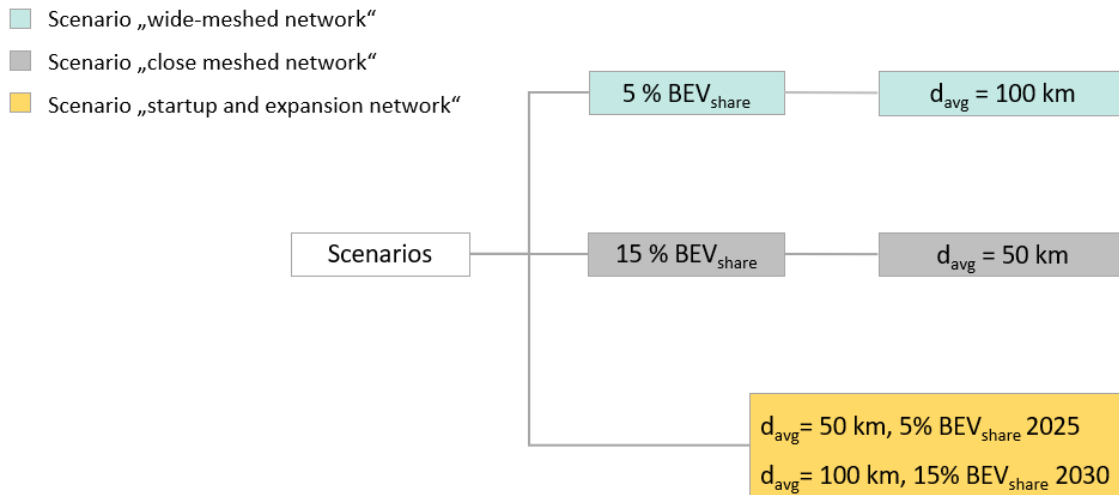 Scenario „wide-meshed network“
Scenario „close meshed network“
Scenario „startup and expansion network“
5 % BEVshare
davg = 100 km
Scenarios
15 % BEVshare
davg = 50 km
davg= 50 km, 5% BEVshare 2025
davg= 100 km, 15% BEVshare 2030